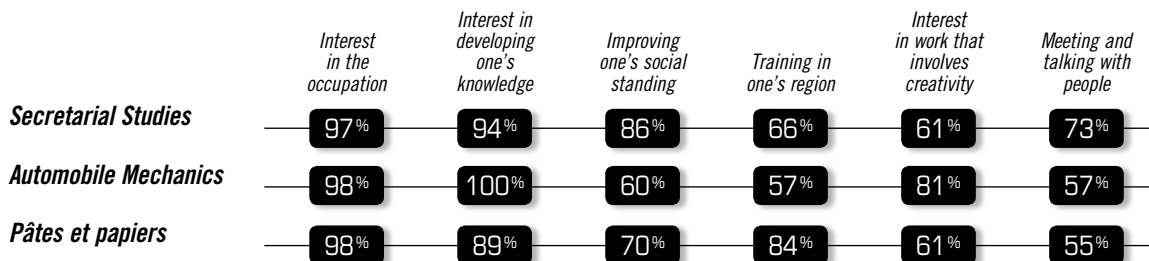 Interest
in the
occupation
Interest in
developing
one's
knowledge
Improving
one's social
standing
Training in
one's region
Interest
in work that
involves
creativity
Meeting and
talking with
people
Secretarial Studies 97% 94% 86% 66% 61% 73%
Automobile Mechanics 98% 100% 60% 57% 81% 57%
Pâtes et papiers 98% 89% 70% 84% 61% 55%